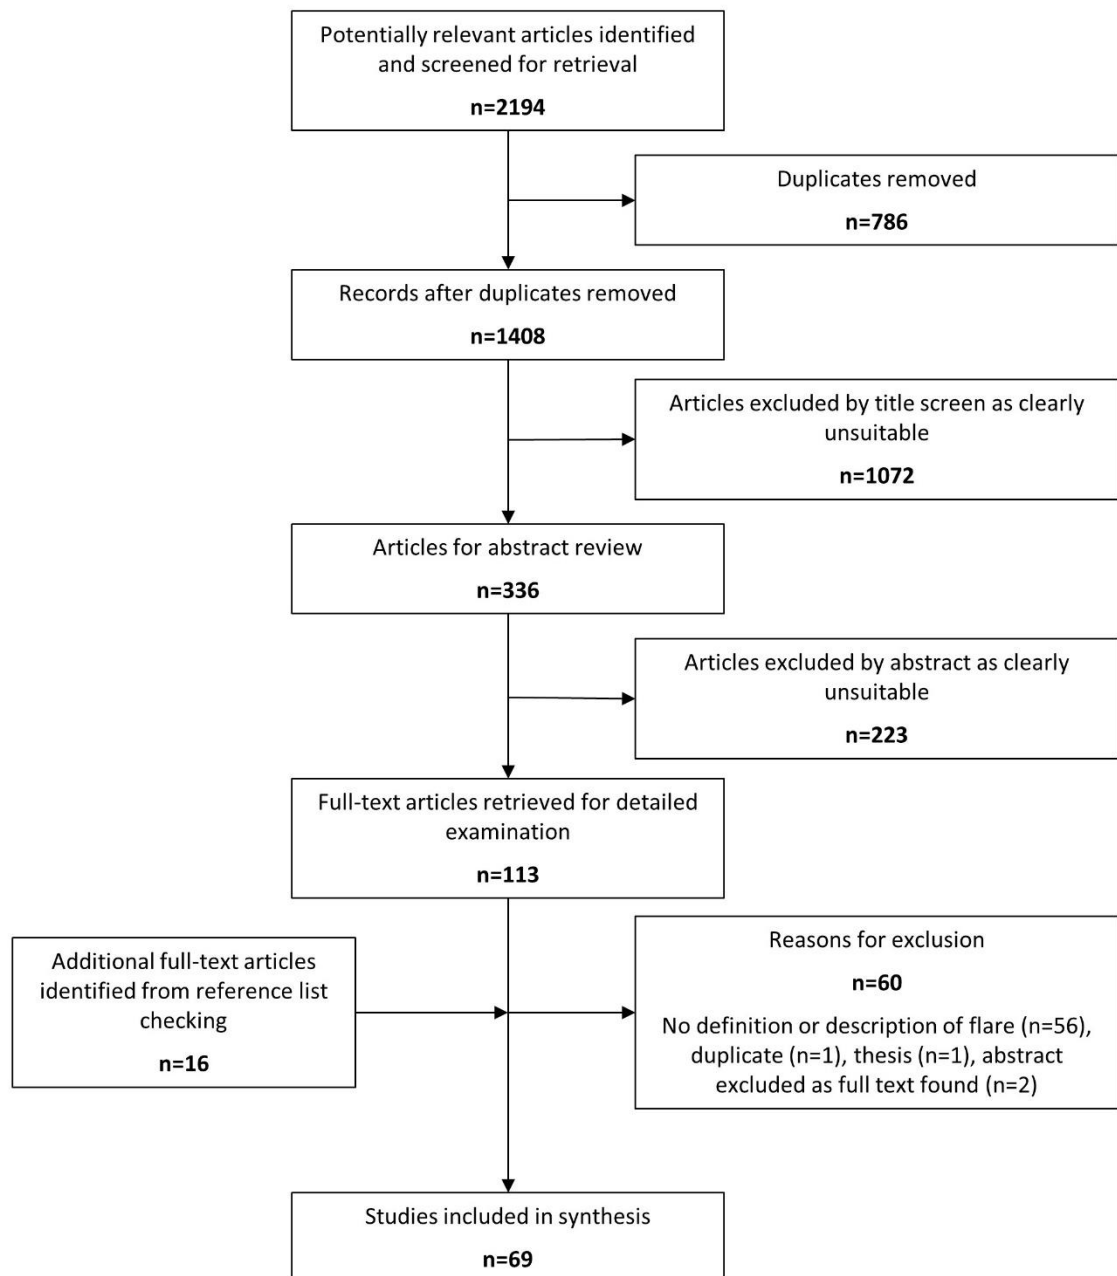 Potentially relevant articles identified
and screened for retrieval
n=2194
Duplicates removed
n=786
Records after duplicates removed
n=1408
Articles excluded by title screen as clearly
unsuitable
n=1072
Articles for abstract review
n=336
Articles excluded by abstract as clearly
unsuitable
n=223
Full-text articles retrieved for detailed
examination
n=113
Additional full-text articles
identified from reference list
checking
n=16
Reasons for exclusion
n=60
No definition or description of flare (n=56),
duplicate (n=1), thesis (n=1), abstract
excluded as full text found (n=2)
Studies included in synthesis
n=69